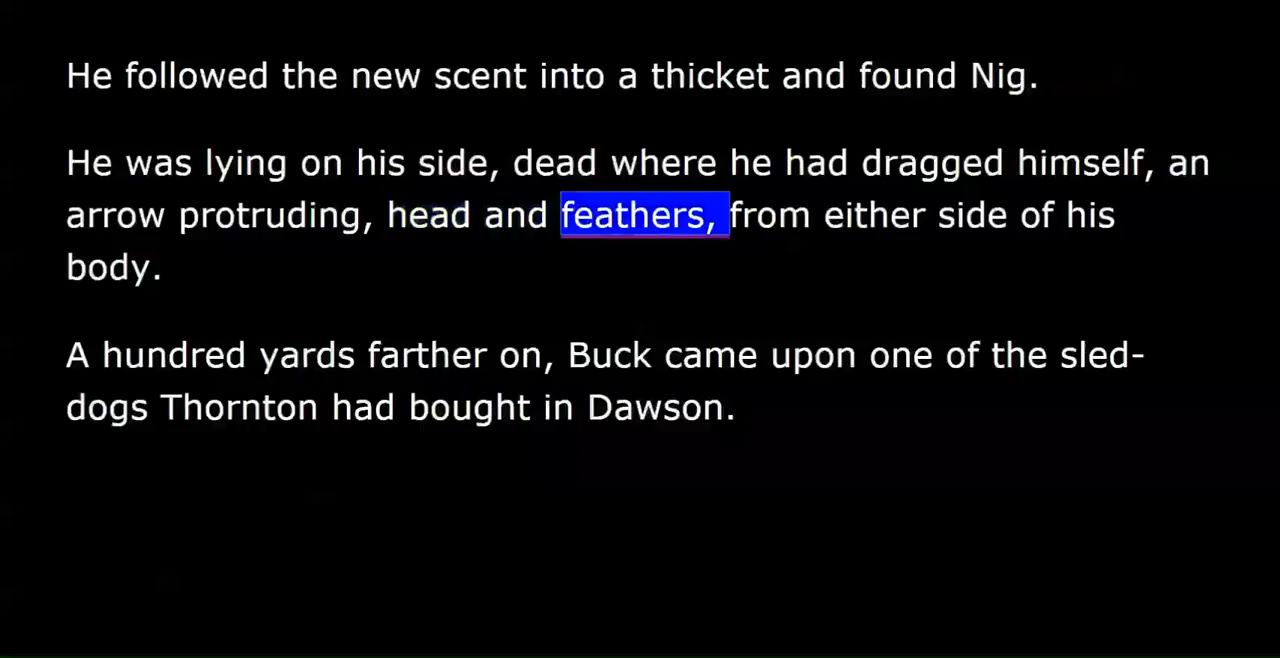 He followed the new scent into a thicket and found Nig.
He was lying on his side, dead where he had dragged himself, an
arrow protruding, head and feathers, from either side of his
body.
A hundred yards farther on, Buck came upon one of the sled-
dogs Thornton had bought in Dawson.